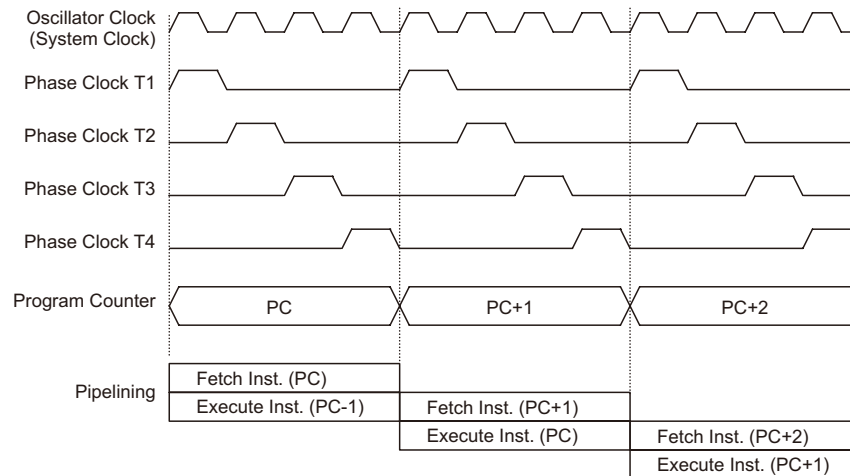 Oscillator Clock
(System Clock)
Phase Clock T1
Phase Clock T2
Phase Clock T3
Phase Clock T4
Program Counter
PC
PC+1
PC+2
Pipelining
Fetch Inst. (PC)
Execute Inst. (PC-1)
Fetch Inst. (PC+1)
Execute Inst. (PC)
Fetch Inst. (PC+2)
Execute Inst. (PC+1)